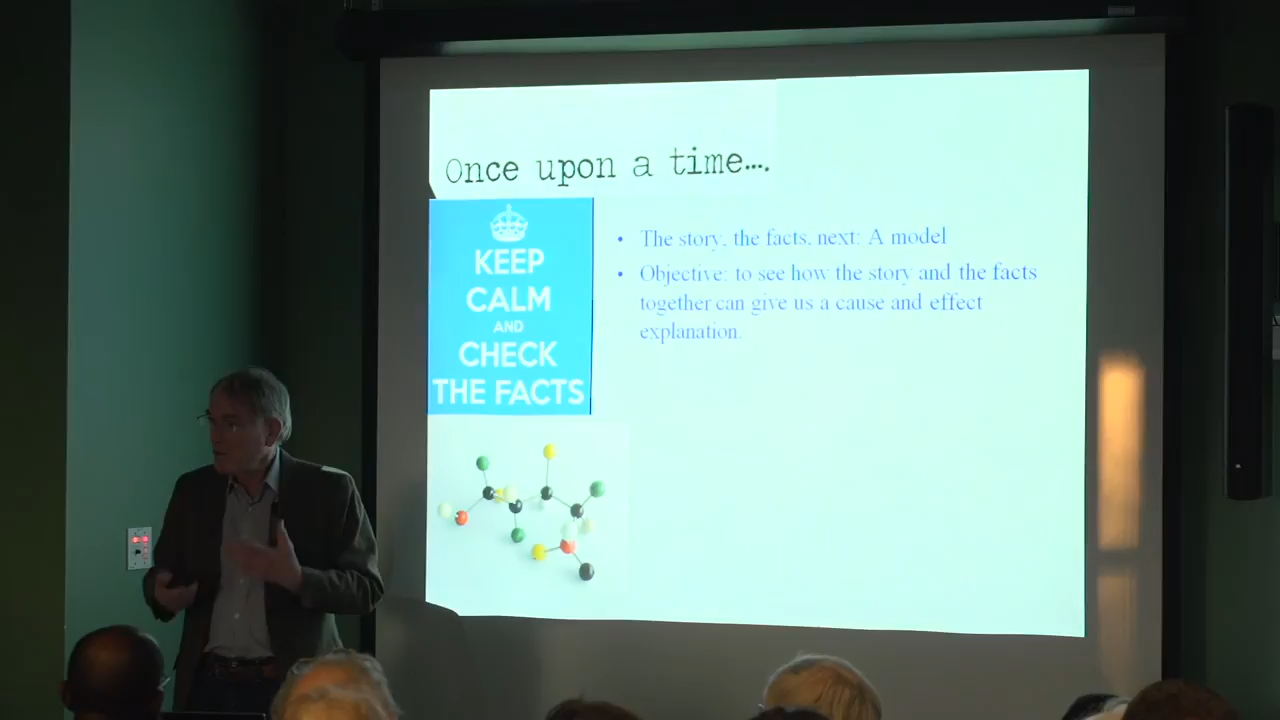 Once upon a time….
KEEP
CALM
AND
CHECK
THE FACTS
• The story, the facts, next: A model
• Objective: to see how the story and the facts
together can give us a cause and effect
explanation.